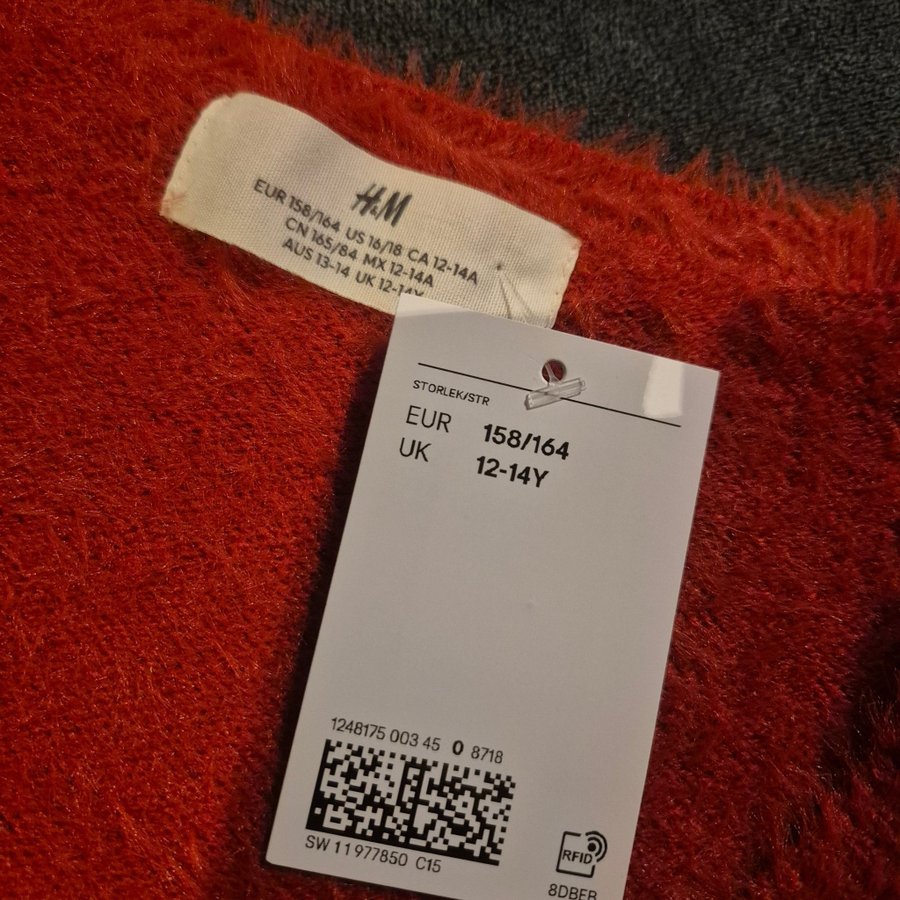 H&M
EUR 158/164 US 16/18 CA 12-14A
CN 165/84 MX 12-14A
AUS 13-14 UK 12-14Y
STORLEK/STR
EUR 158/164
UK 12-14Y
1248175 003 45 0 8718
SW 11977850 C15
RFID
8DBEB